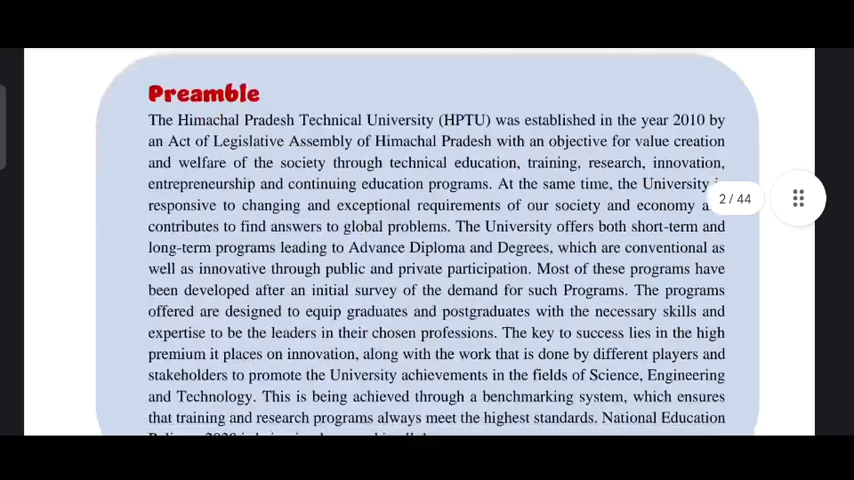 Preamble
The Himachal Pradesh Technical University (HPTU) was established in the year 2010 by
an Act of Legislative Assembly of Himachal Pradesh with an objective for value creation
and welfare of the society through technical education, training, research, innovation,
entrepreneurship and continuing education programs. At the same time, the University
responsive to changing and exceptional requirements of our society and economy
2 / 44
contributes to find answers to global problems. The University offers both short-term and
long-term programs leading to Advance Diploma and Degrees, which are conventional as
well as innovative through public and private participation. Most of these programs have
been developed after an initial survey of the demand for such Programs. The programs
offered are designed to equip graduates and postgraduates with the necessary skills and
expertise to be the leaders in their chosen professions. The key to success lies in the high
premium it places on innovation, along with the work that is done by different players and
stakeholders to promote the University achievements in the fields of Science, Engineering
and Technology. This is being achieved through a benchmarking system, which ensures
that training and research programs always meet the highest standards. National Education